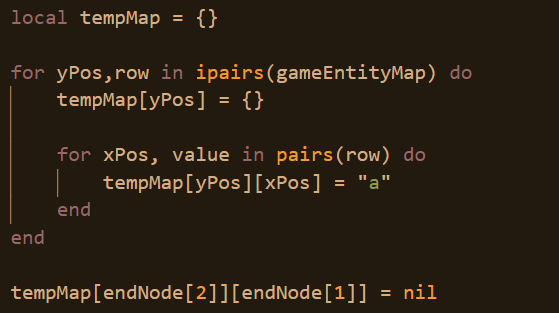 local tempMap = {}
for yPos,row in ipairs(gameEntityMap) do
tempMap[yPos] = {}
for xPos, value in pairs(row) do
tempMap[yPos][xPos] = "a"
end
end
tempMap[endNode[2]][endNode[1]] = nil